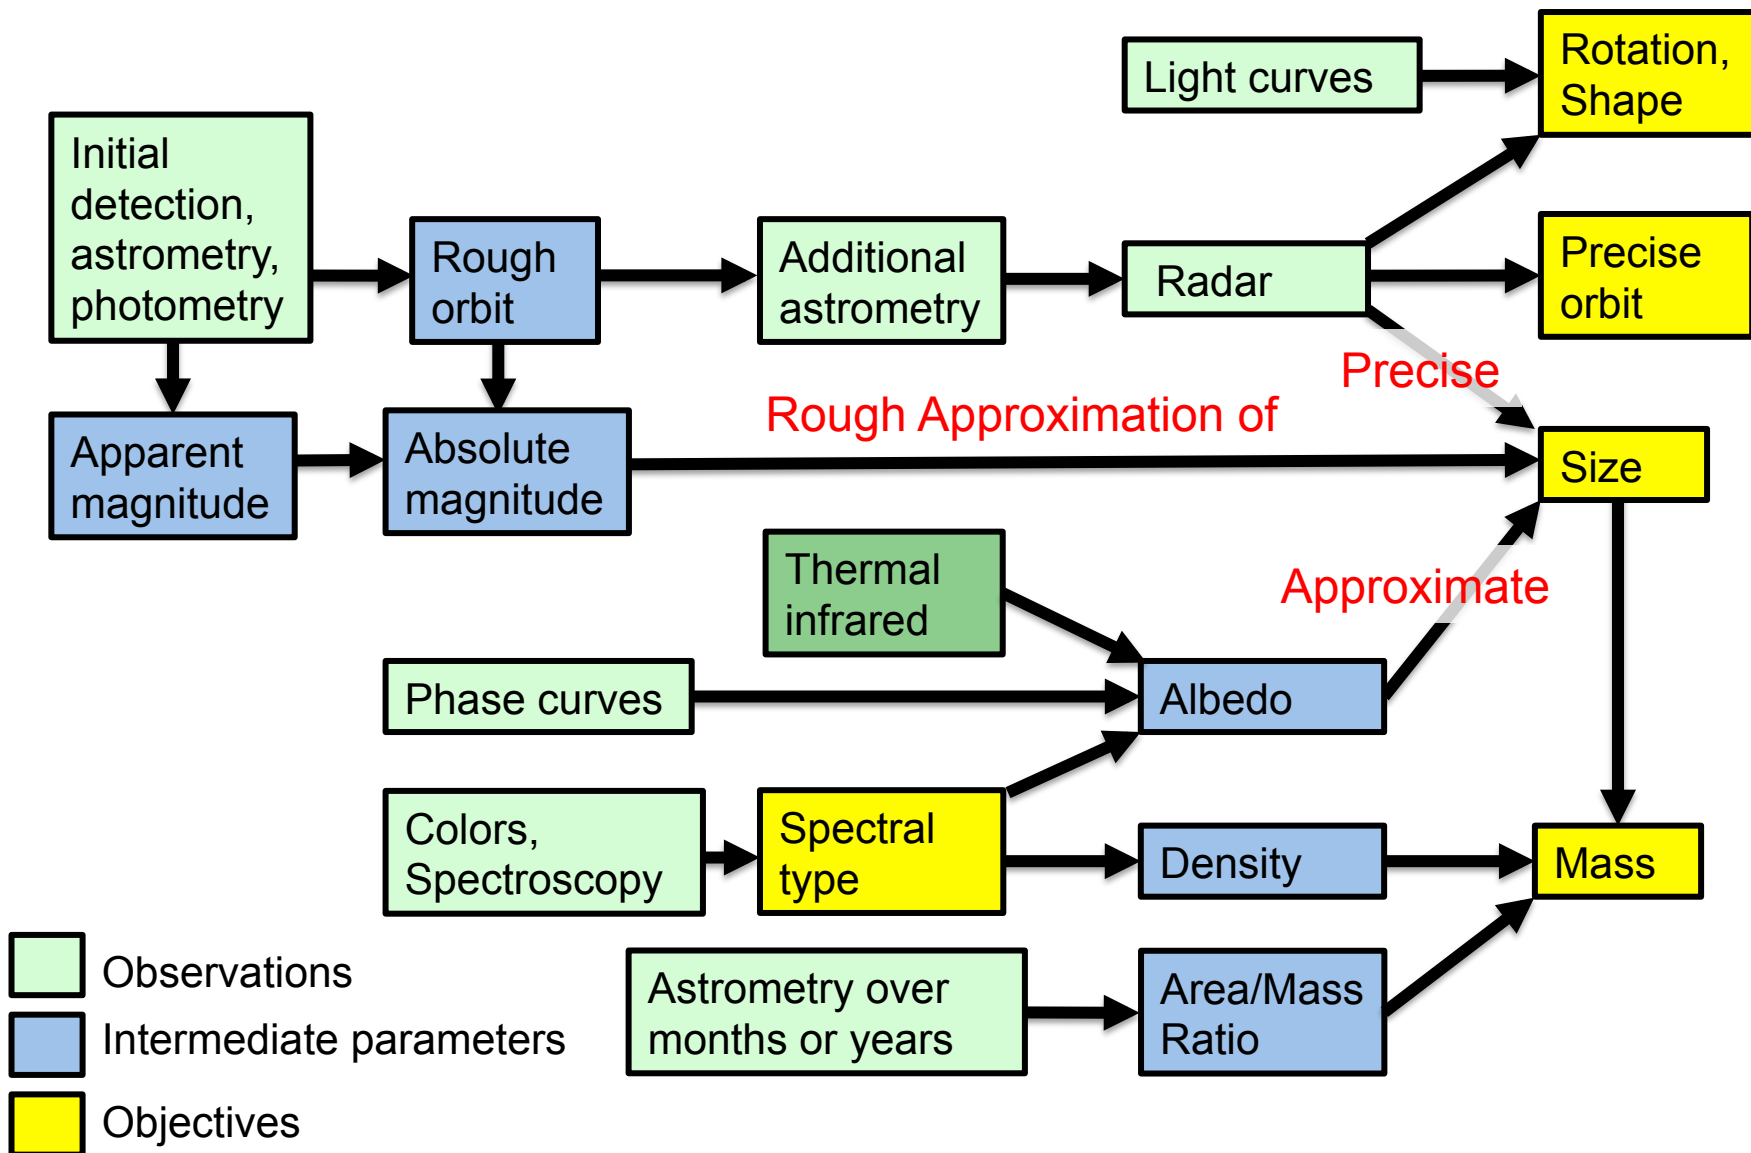 Light curves
Rotation,
Shape
Initial
detection,
astrometry,
photometry
Rough
orbit
Additional
astrometry
Radar
Precise
orbit
Precise
Rough Approximation of
Apparent
magnitude
Absolute
magnitude
Size
Thermal
infrared
Approximate
Phase curves
Albedo
Colors,
Spectroscopy
Spectral
type
Density
Mass
Observations
Astrometry over
months or years
Area/Mass
Ratio
Intermediate parameters
Objectives